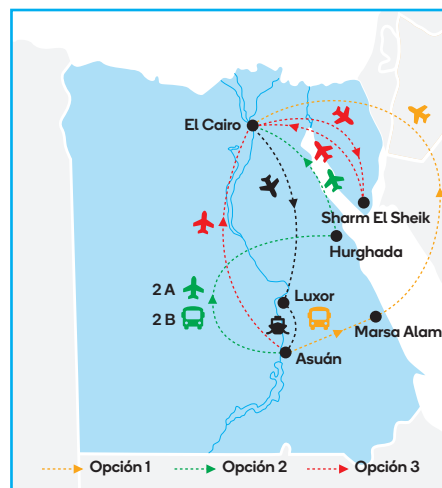 El Cairo
Sharm El Sheik
Hurghada
2 A
2 B
Luxor
Marsa Alam
Asuán
Opción 1
Opción 2
Opción 3